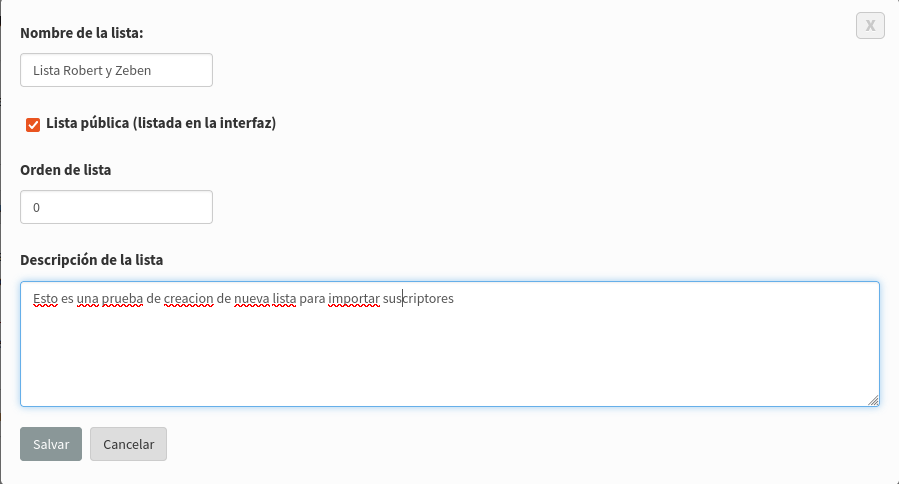 Nombre de la lista:
X
Lista Robert y Zeben
Lista pública (listada en la interfaz)
Orden de lista
0
Descripción de la lista
Esto es una prueba de creacion de nueva lista para importar suscriptores
Salvar
Cancelar